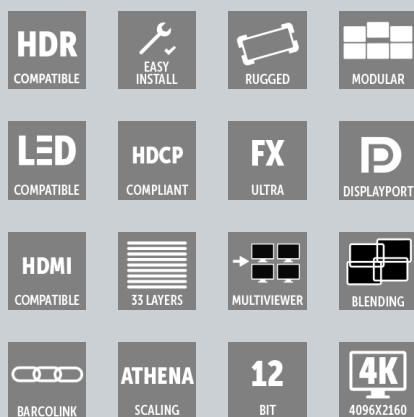 HDR
COMPATIBLE
EASY
INSTALL
RUGGED
MODULAR
LED
COMPATIBLE
HDCP
COMPLIANT
FX
ULTRA
DISPLAYPORT
HDMI
COMPATIBLE
33 LAYERS
MULTIVIEWER
BLENDING
BARCOLINK
ATHENA
SCALING
12
BIT
4K
4096X2160